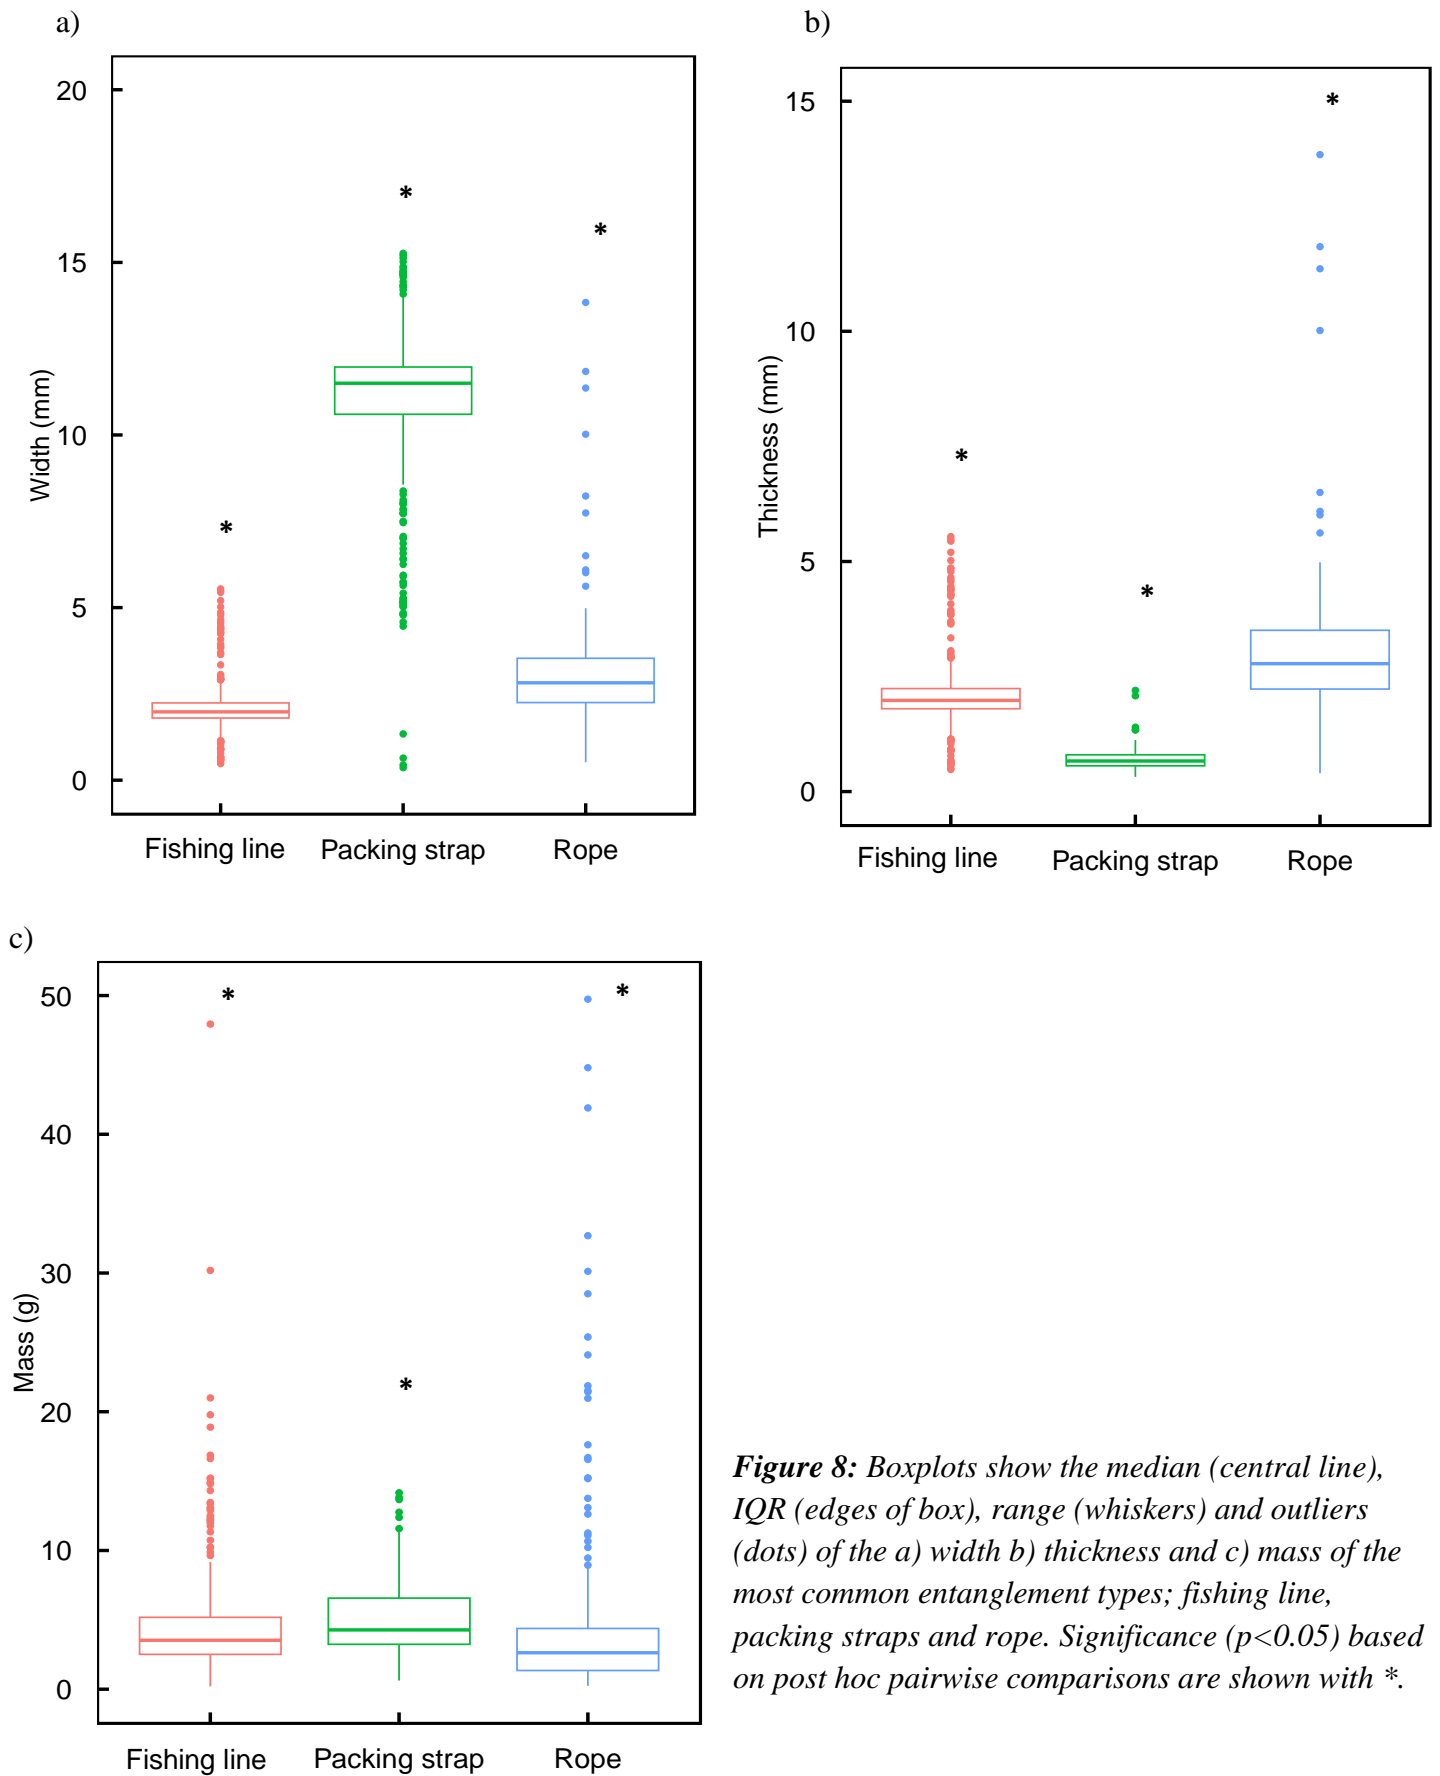 a)
20
15
10
5
0
Width (mm)
*
*
*
Fishing line Packing strap Rope
b)
15
10
5
0
Thickness (mm)
*
*
*
Fishing line Packing strap Rope
c)
50
40
30
20
10
0
Mass (g)
*
*
*
Fishing line Packing strap Rope
Figure 8: Boxplots show the median (central line),
IQR (edges of box), range (whiskers) and outliers
(dots) of the a) width b) thickness and c) mass of the
most common entanglement types; fishing line,
packing straps and rope. Significance (p<0.05) based
on post hoc pairwise comparisons are shown with *.